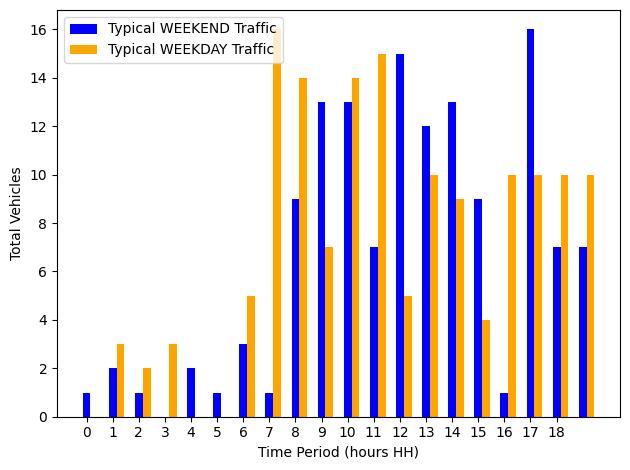 Typical WEEKEND Traffic
Typical WEEKDAY Traffic
16
14
12
10
8
6
4
2
0
Total Vehicles
0 1 2 3 4 5 6 7 8 9 10 11 12 13 14 15 16 17 18
Time Period (hours HH)